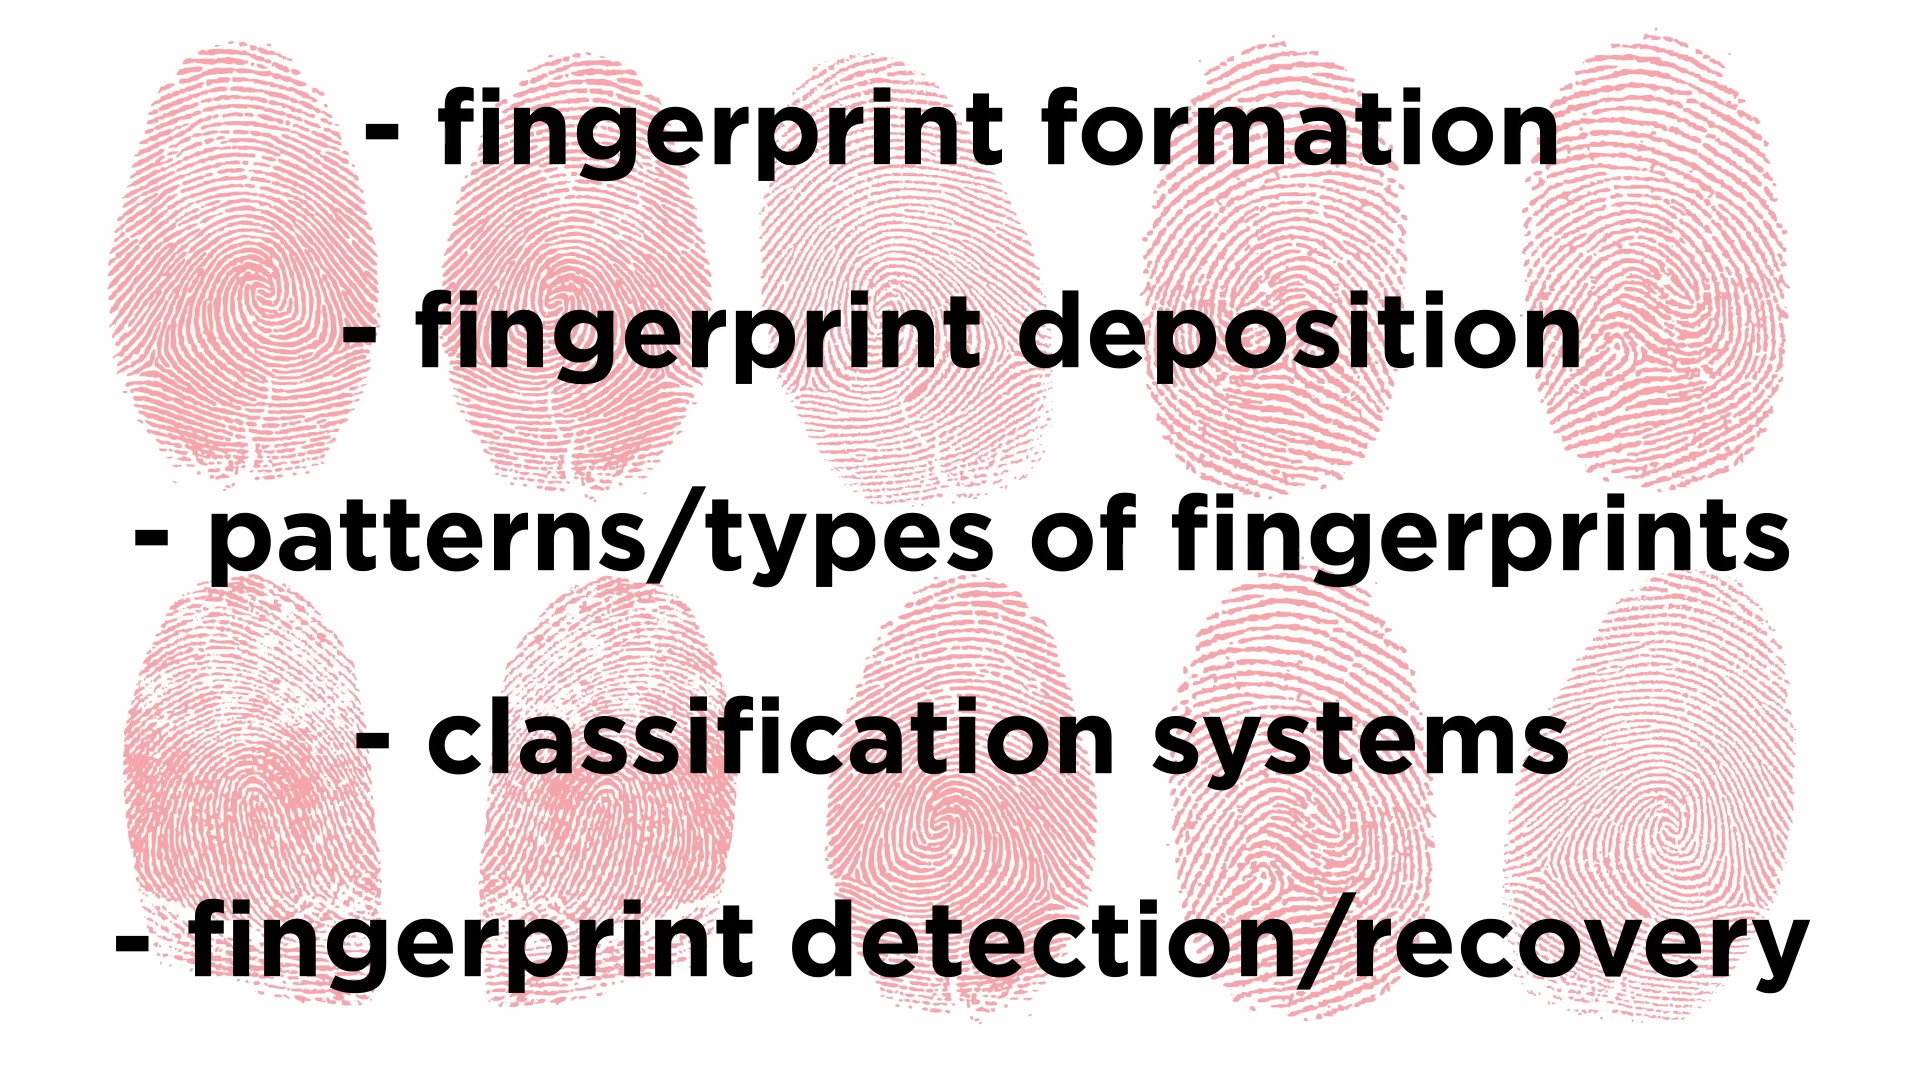 - fingerprint formation
- fingerprint deposition
- patterns/types of fingerprints
- classification systems
- fingerprint detection/recovery